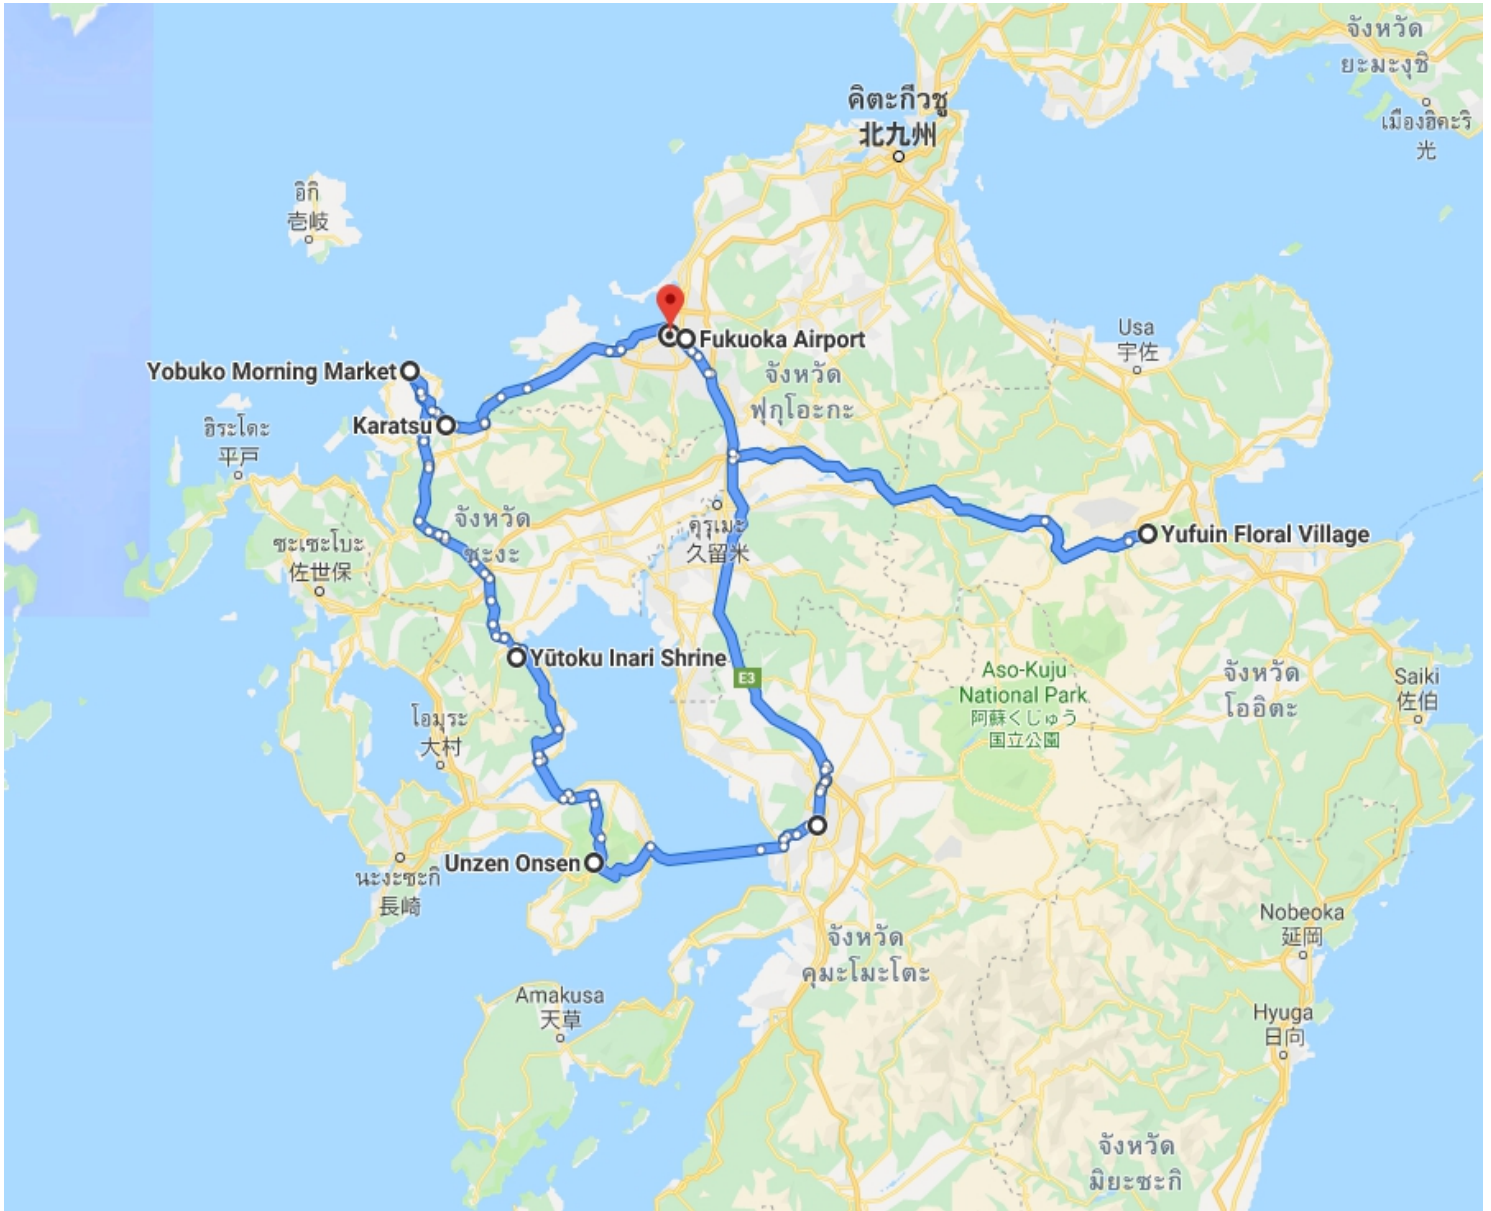 จังหวัด
ยะมะงุชิ
คิตะกีวชู
北九州
เมืองฮิคะริ
光
อิกิ
壱岐
Usa
宇佐
Fukuoka Airport
Yobuko Morning Market
จังหวัด
ฟุกุโอะกะ
Karatsu
ฮิระโดะ
平戸
จังหวัด
ซะงะ
คุรุเมะ
久留米
Yufuin Floral Village
ซะเซะโบะ
佐世保
Yūtoku Inari Shrine
E3
Aso-Kuju
National Park
阿蘇くじゅう
国立公園
จังหวัด
โออิตะ
Saiki
佐伯
โอมุระ
大村
Unzen Onsen
นะงะซะกิ
長崎
Nobeoka
延岡
จังหวัด
คุมะโมะโตะ
Amakusa
天草
Hyuga
日向
จังหวัด
มิยะซะกิ